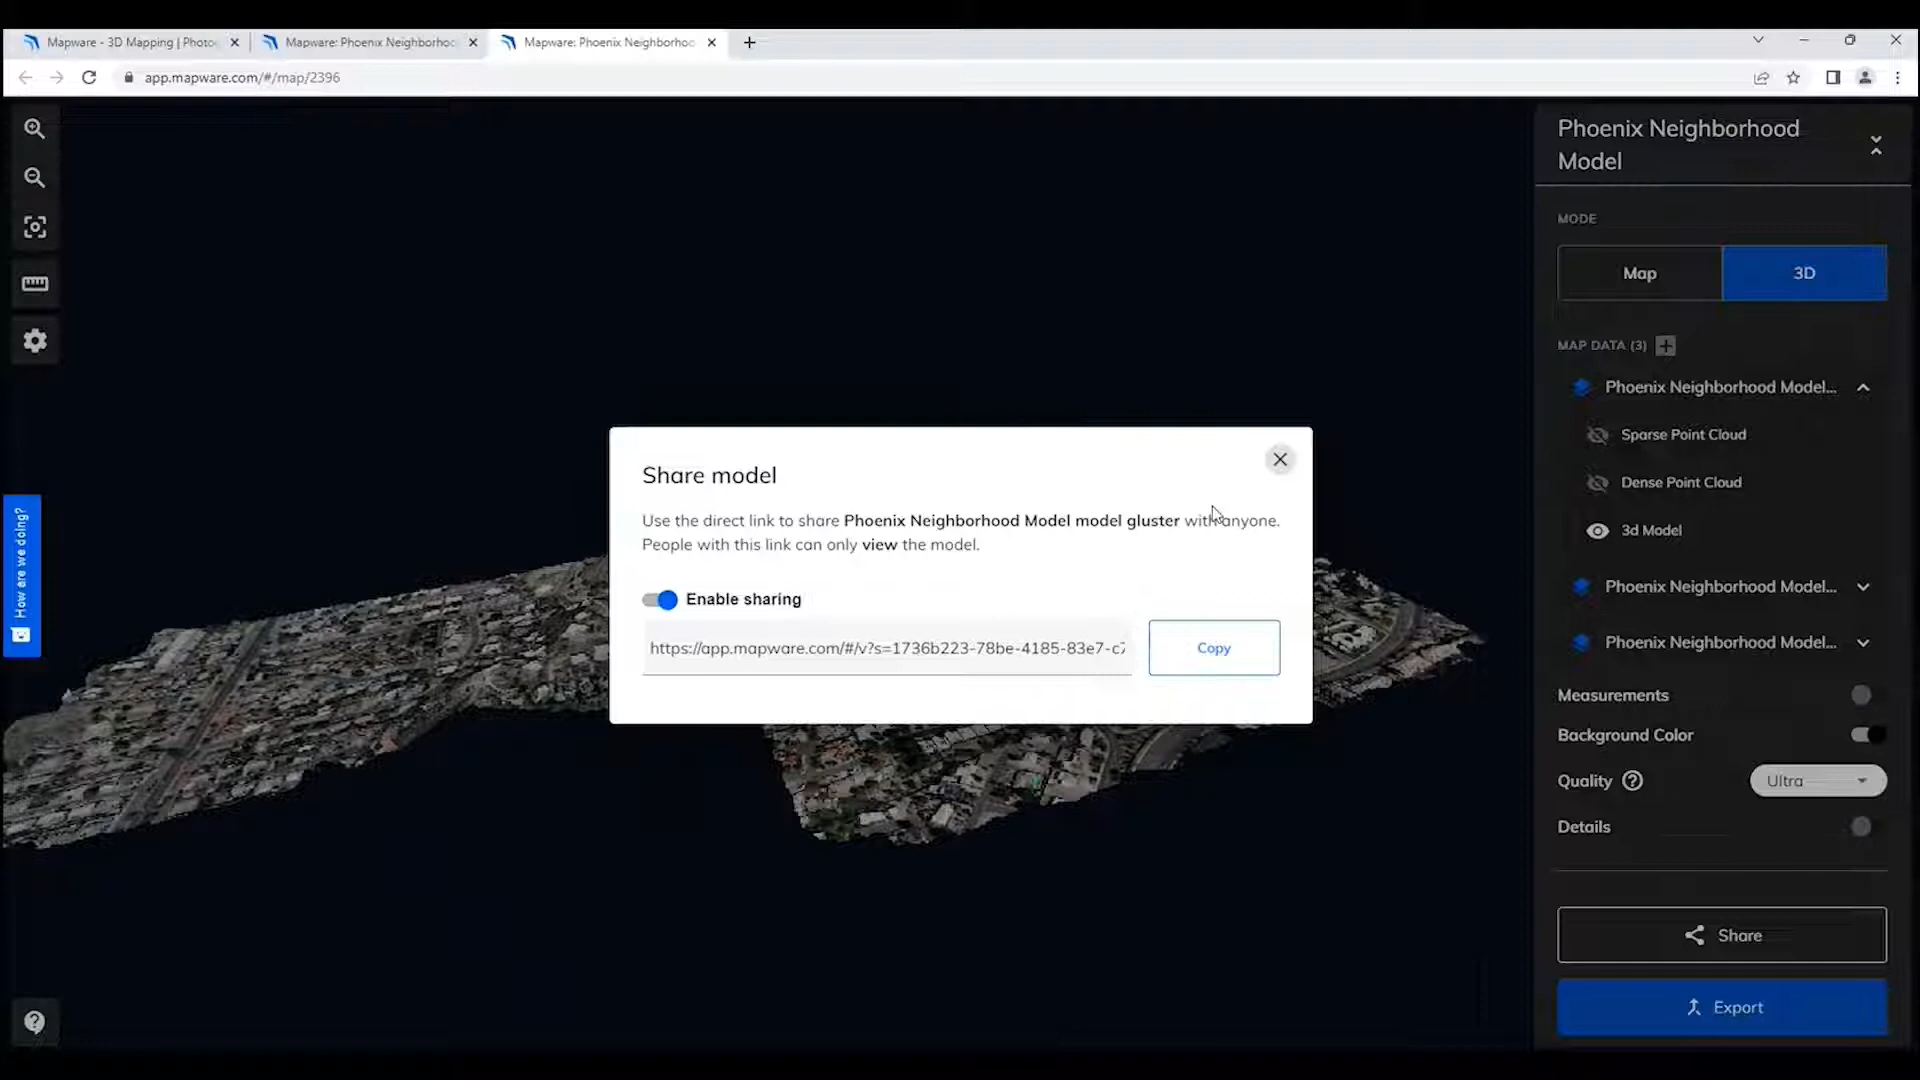 Mapware - 3D Mapping | Photo
Mapware: Phoenix Neighborhoo
Mapware: Phoenix Neighborhoo
app.mapware.com/#/map/2396
Phoenix Neighborhood
Model
MODE
Map
3D
MAP DATA (3)
Phoenix Neighborhood Model...
Sparse Point Cloud
Dense Point Cloud
3d Model
Phoenix Neighborhood Model...
Phoenix Neighborhood Model...
Measurements
Background Color
Quality
Ultra
Details
Share
Export
How are we doing?
Share model
Use the direct link to share Phoenix Neighborhood Model model gluster with anyone.
People with this link can only view the model.
Enable sharing
https://app.mapware.com/#/v?s=1736b223-78be-4185-83e7-c7
Copy